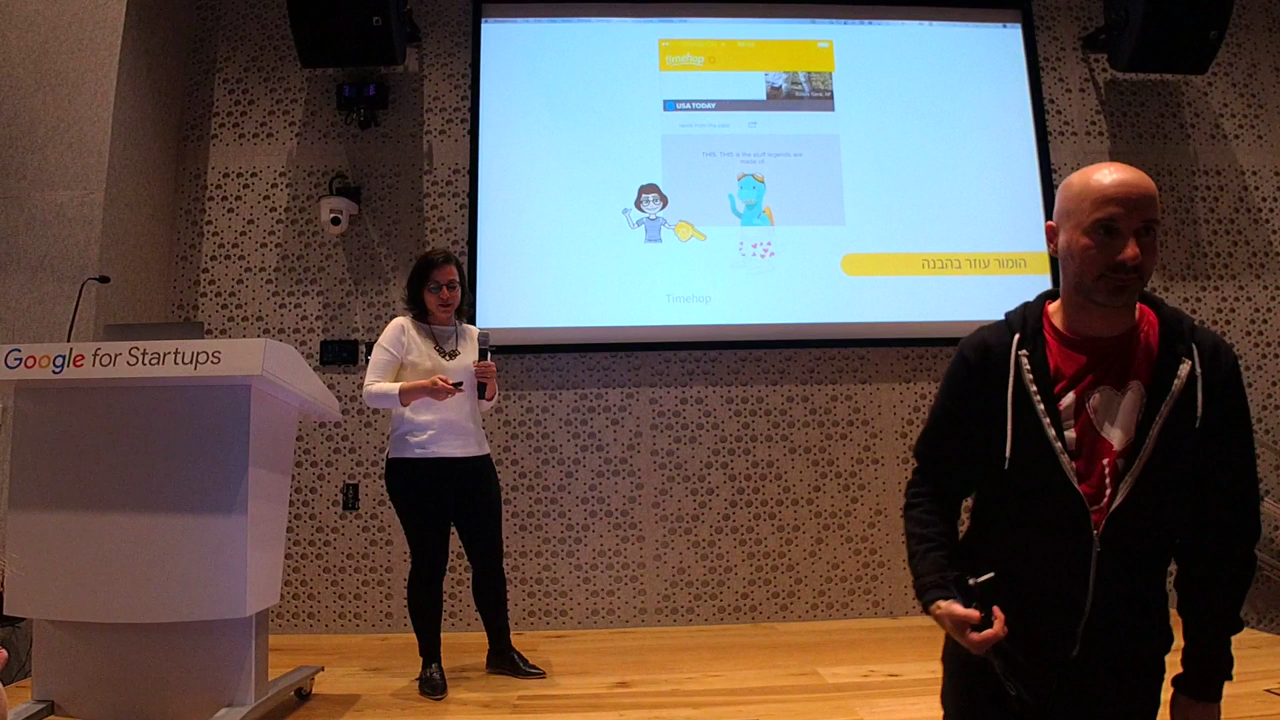 timehop
USA TODAY
THIS. THIS is the stuff legends are
made of.
הומור עוזר בהבנה
Timehop
Google for Startups